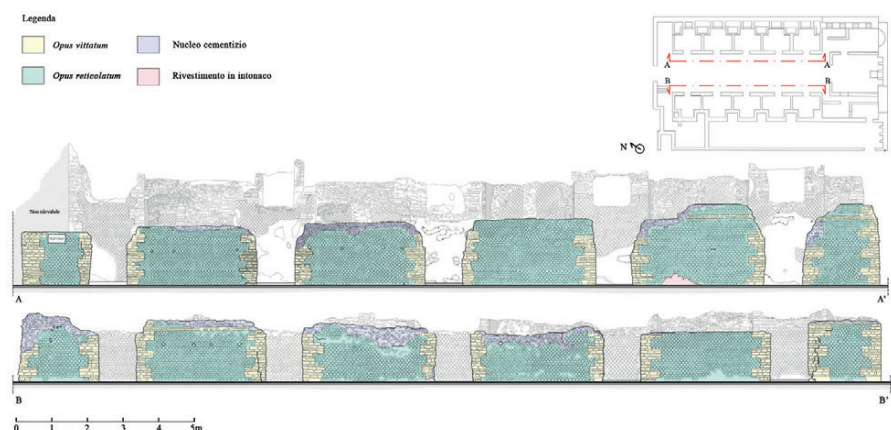 Legenda
Opus vittatum
Nucleo cementizio
Opus reticolatum
Rivestimento in intonaco
A
A'
B
B'
N
Non rilevabile
A
A'
B
B'
0 1 2 3 4 5m